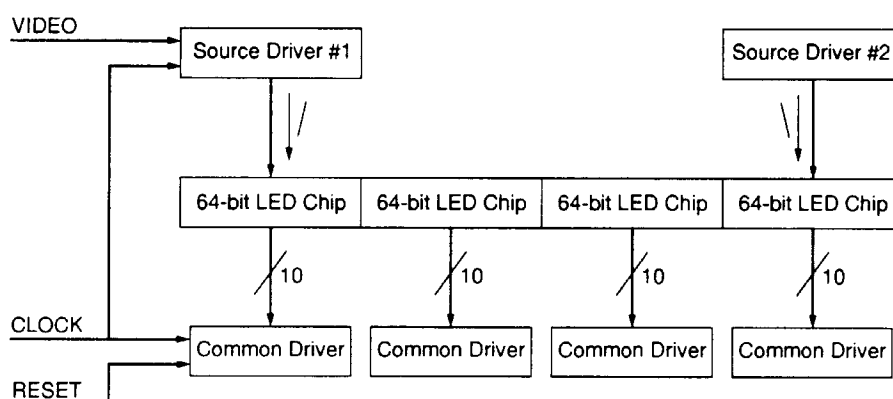 VIDEO
Source Driver #1
Source Driver #2
64-bit LED Chip
64-bit LED Chip
64-bit LED Chip
64-bit LED Chip
10
10
10
10
CLOCK
Common Driver
Common Driver
Common Driver
Common Driver
RESET